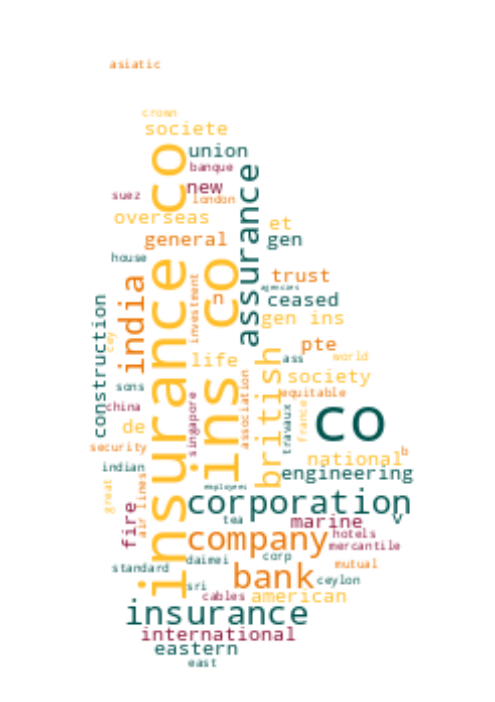 asiatic
crown
societe
union
banque
new
suez
london
overseas
et
general
gen
house
insurance co
ins co
assurance
india
investment
n
trust
agencies
ceased
gen ins
construction
cey
pte
life
ass
world
society
sons
association
british
equitable
china
singapore
travaux
france
co
de
security
national
b
indian
engineering
great
air lines
employees
corporation
fire
tea
marine
v
company
hotels
mercantile
standard
daimei
corp
mutual
bank
ceylon
sri
cables
american
insurance
international
eastern
east